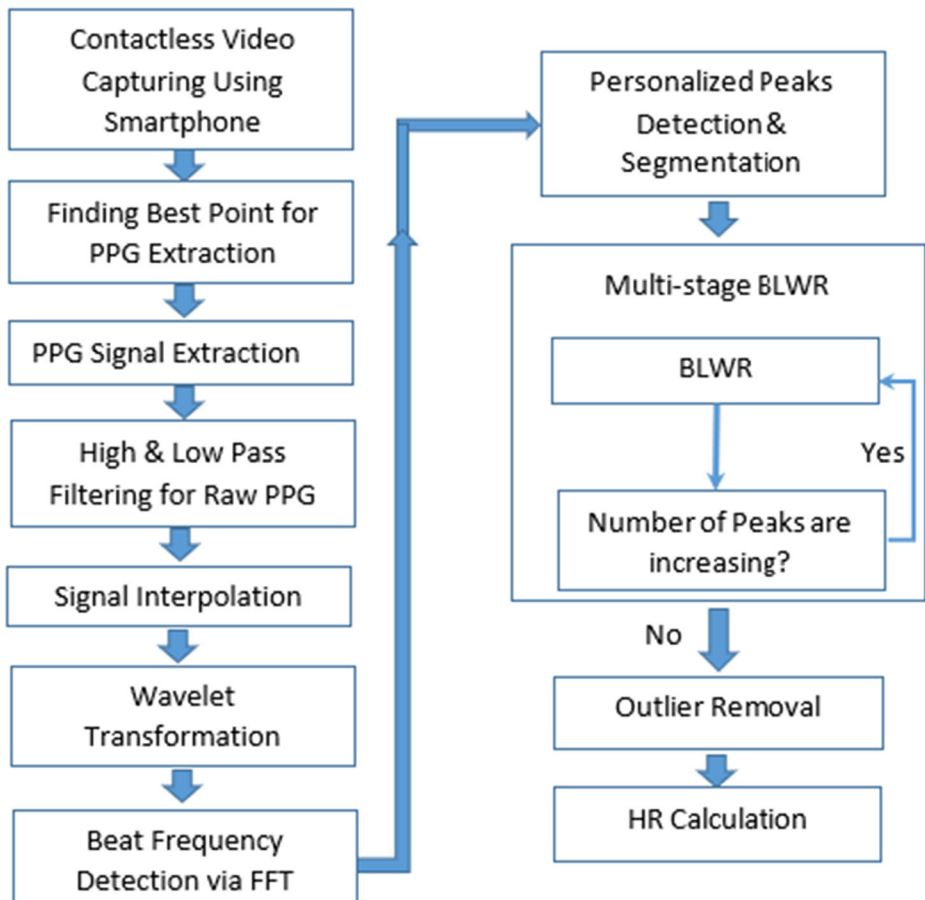 Contactless Video
Capturing Using
Smartphone
Finding Best Point for
PPG Extraction
PPG Signal Extraction
High & Low Pass
Filtering for Raw PPG
Signal Interpolation
Wavelet
Transformation
Beat Frequency
Detection via FFT
Personalized Peaks
Detection &
Segmentation
Multi-stage BLWR
BLWR
Yes
Number of Peaks are
increasing?
No
Outlier Removal
HR Calculation